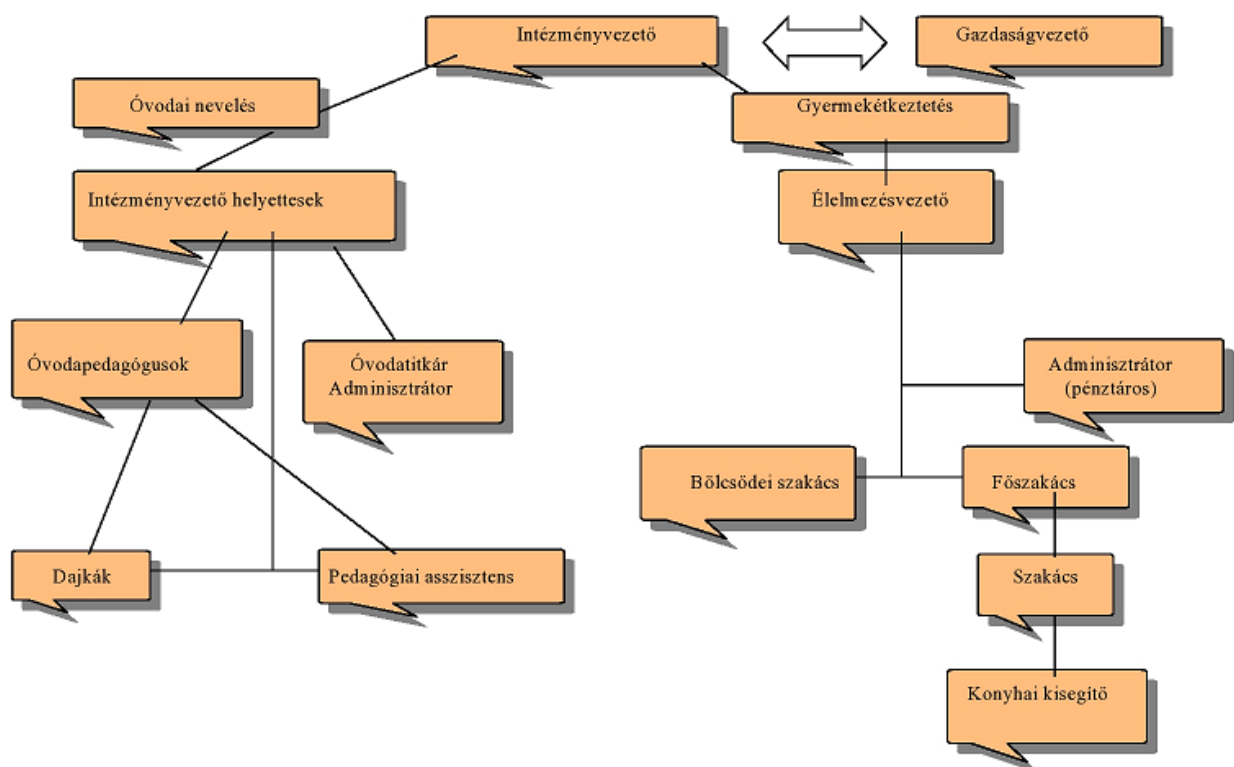 Intézményvezető
Gazdaságvezető
Óvodai nevelés
Gyermekétkeztetés
Intézményvezető helyettesek
Élelmezésvezető
Óvodapedagógusok
Óvodatitkár
Adminisztrátor
Adminisztrátor
(pénztáros)
Bölcsödei szakács
Főszakács
Dajkák
Pedagógiai asszisztens
Szakács
Konyhai kisegítő